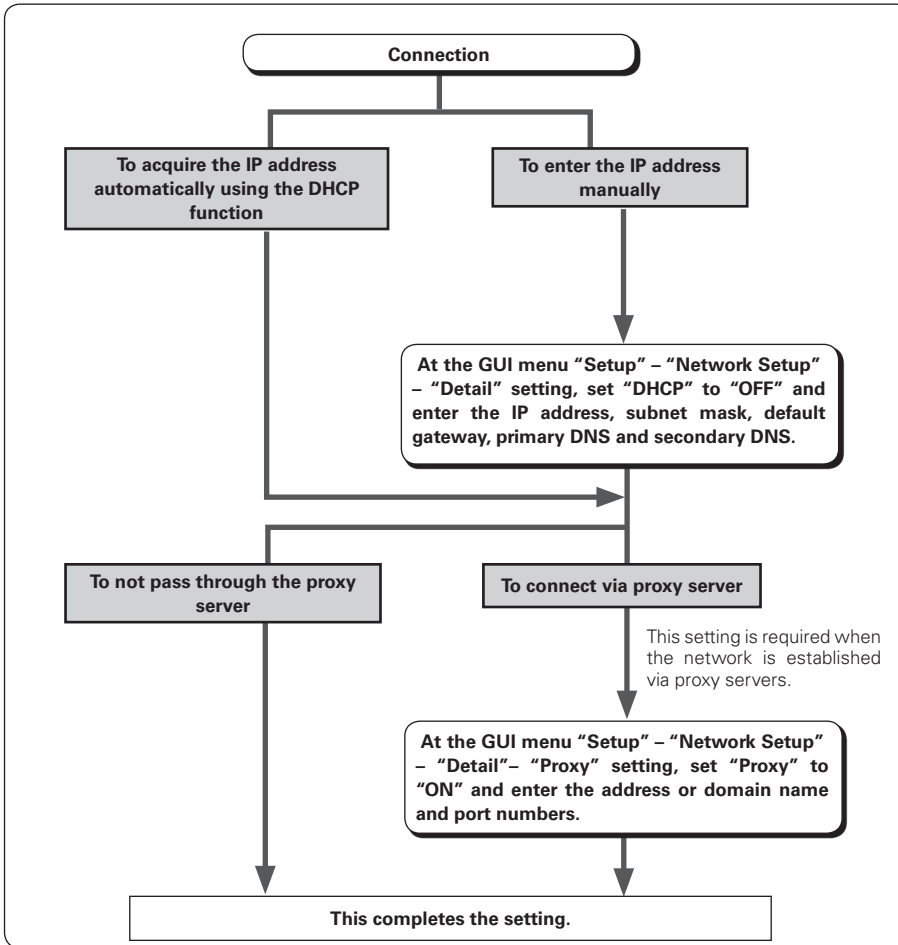 Connection
To acquire the IP address
automatically using the DHCP
function
To enter the IP address
manually
At the GUI menu “Setup” – “Network Setup”
– “Detail” setting, set “DHCP” to “OFF” and
enter the IP address, subnet mask, default
gateway, primary DNS and secondary DNS.
To not pass through the proxy
server
To connect via proxy server
This setting is required when
the network is established
via proxy servers.
At the GUI menu “Setup” – “Network Setup”
– “Detail”– “Proxy” setting, set “Proxy” to
“ON” and enter the address or domain name
and port numbers.
This completes the setting.